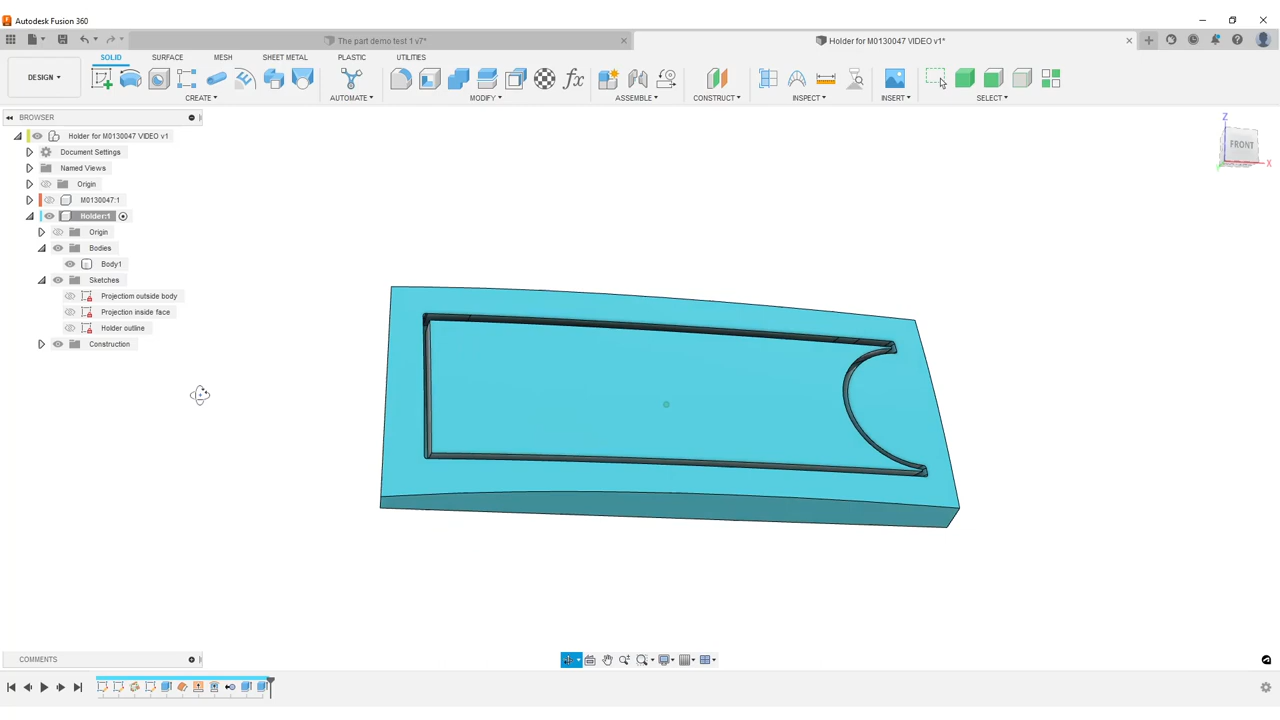 Autodesk Fusion 360
The part demo test 1 v7*
Holder for M0130047 VIDEO v1*
DESIGN
SOLID
SURFACE
MESH
SHEET METAL
PLASTIC
UTILITIES
CREATE
AUTOMATE
MODIFY
ASSEMBLE
CONSTRUCT
INSPECT
INSERT
SELECT
BROWSER
Holder for M0130047 VIDEO v1
Document Settings
Named Views
Origin
M0130047:1
Holder:1
Origin
Bodies
Body1
Sketches
Projectiom outside body
Projection inside face
Holder outline
Construction
Z
FRONT
X
COMMENTS